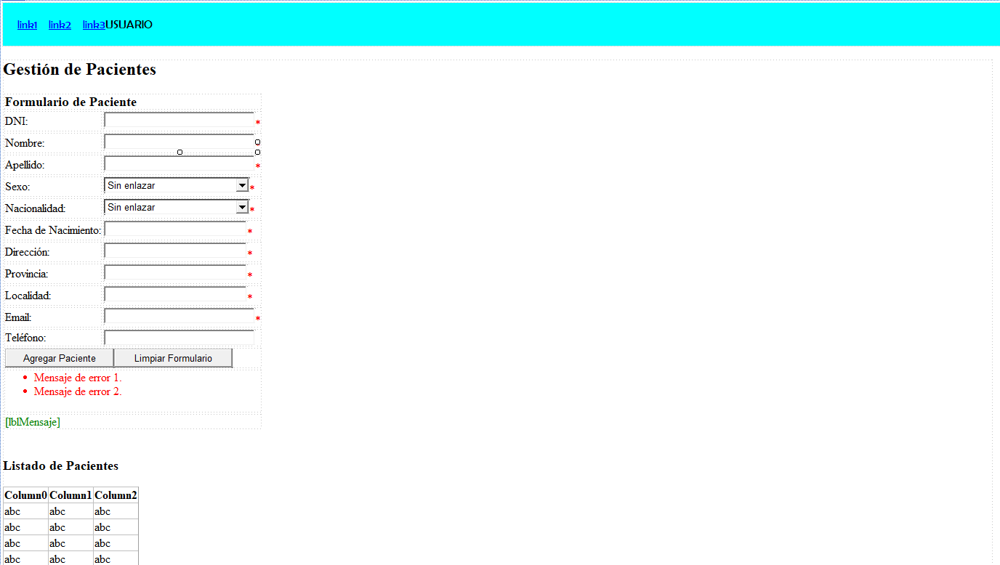 link1 link2 link3USUARIO
Gestión de Pacientes
Formulario de Paciente
DNI: *
Nombre:
Apellido: *
Sexo: Sin enlazar *
Nacionalidad: Sin enlazar *
Fecha de Nacimiento: *
Dirección: *
Provincia: *
Localidad: *
Email: *
Teléfono:
Agregar Paciente Limpiar Formulario
• Mensaje de error 1.
• Mensaje de error 2.
[lblMensaje]
Listado de Pacientes
Column0 Column1 Column2
abc abc abc
abc abc abc
abc abc abc
abc abc abc